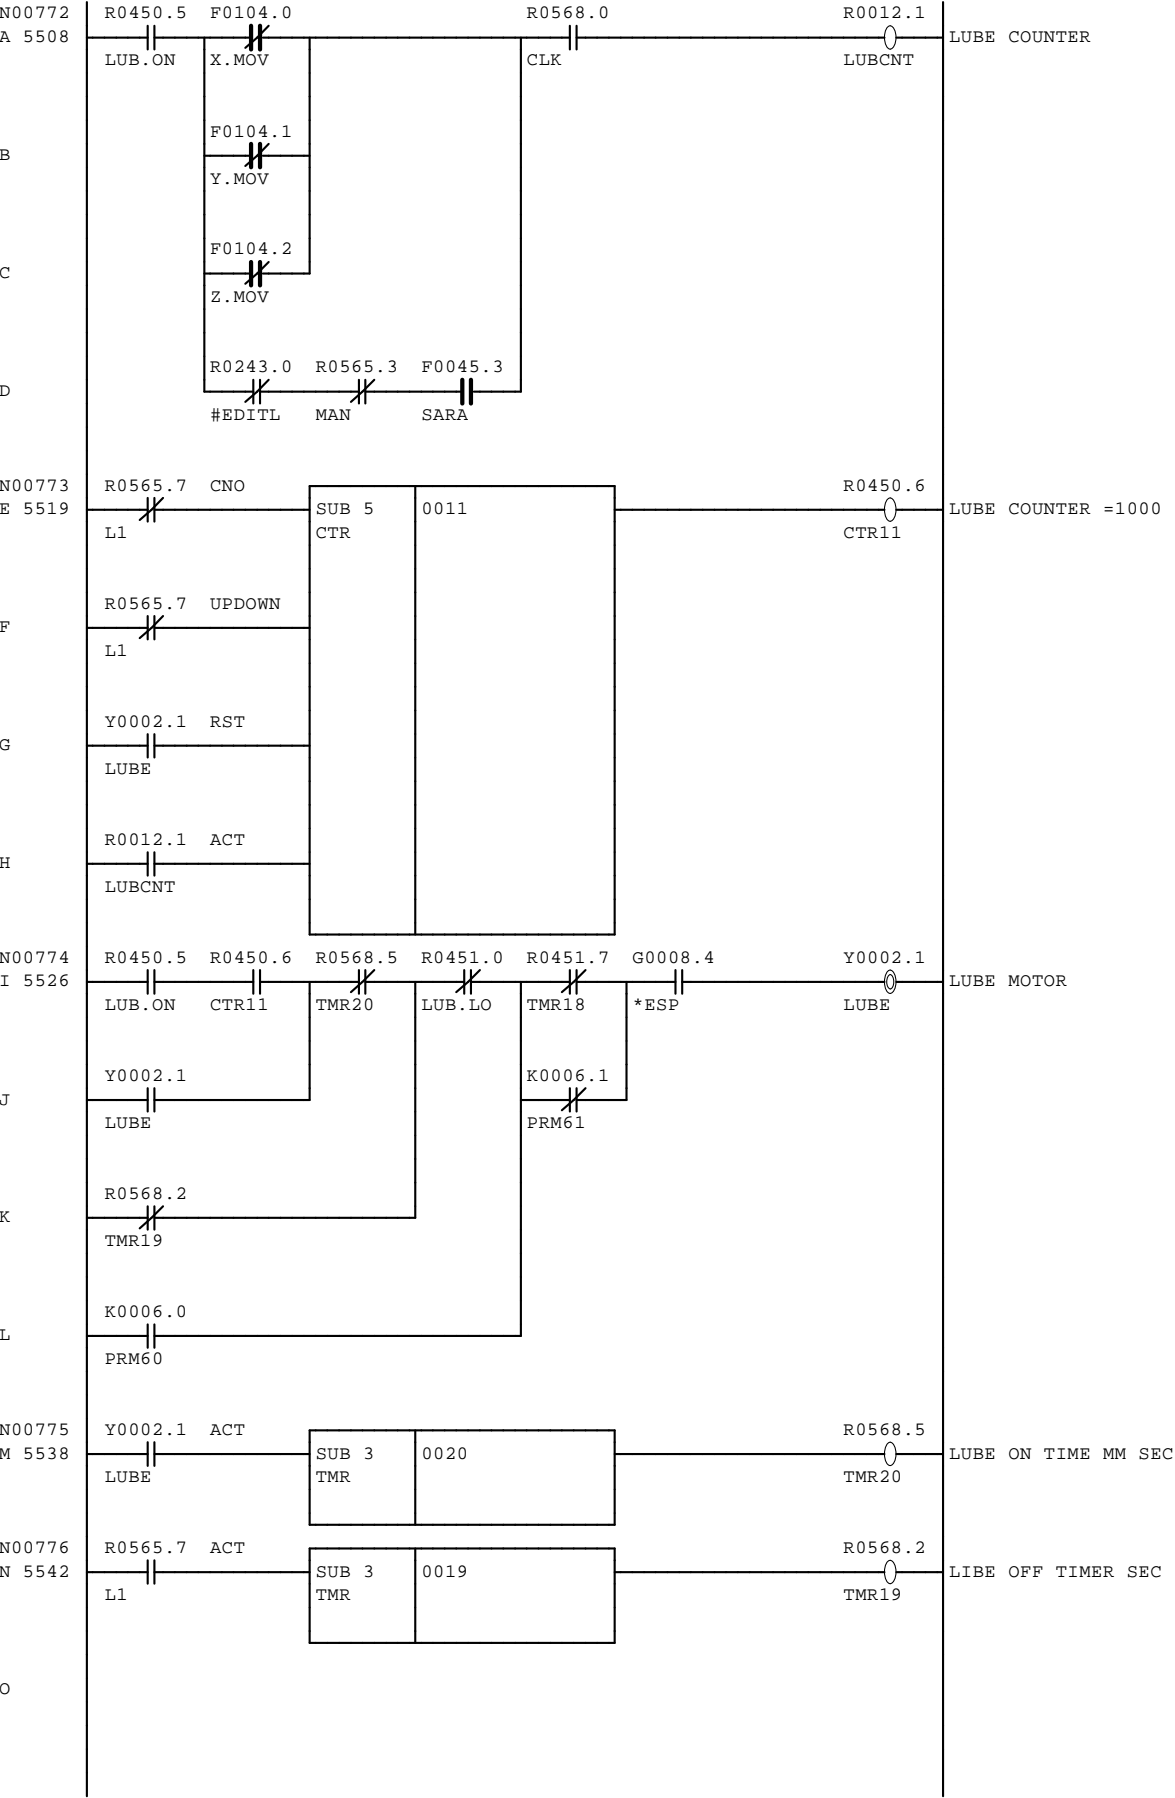 N00772 R0450.5 F0104.0 R0568.0 R0012.1
A 5508 LUBE COUNTER
LUB.ON X.MOV CLK LUBCNT
F0104.1
B
Y.MOV
F0104.2
C
Z.MOV
R0243.0 R0565.3 F0045.3
D
#EDITL MAN SARA
N00773 R0565.7 CNO R0450.6
E 5519 SUB 5 0011 LUBE COUNTER =1000
L1 CTR CTR11
R0565.7 UPDOWN
F
L1
Y0002.1 RST
G
LUBE
R0012.1 ACT
H
LUBCNT
N00774 R0450.5 R0450.6 R0568.5 R0451.0 R0451.7 G0008.4 Y0002.1
I 5526 LUBE MOTOR
LUB.ON CTR11 TMR20 LUB.LO TMR18 *ESP LUBE
Y0002.1 K0006.1
J
LUBE PRM61
R0568.2
K
TMR19
K0006.0
L
PRM60
N00775 Y0002.1 ACT R0568.5
M 5538 SUB 3 0020 LUBE ON TIME MM SEC
LUBE TMR TMR20
N00776 R0565.7 ACT R0568.2
N 5542 SUB 3 0019 LIBE OFF TIMER SEC
L1 TMR TMR19
O